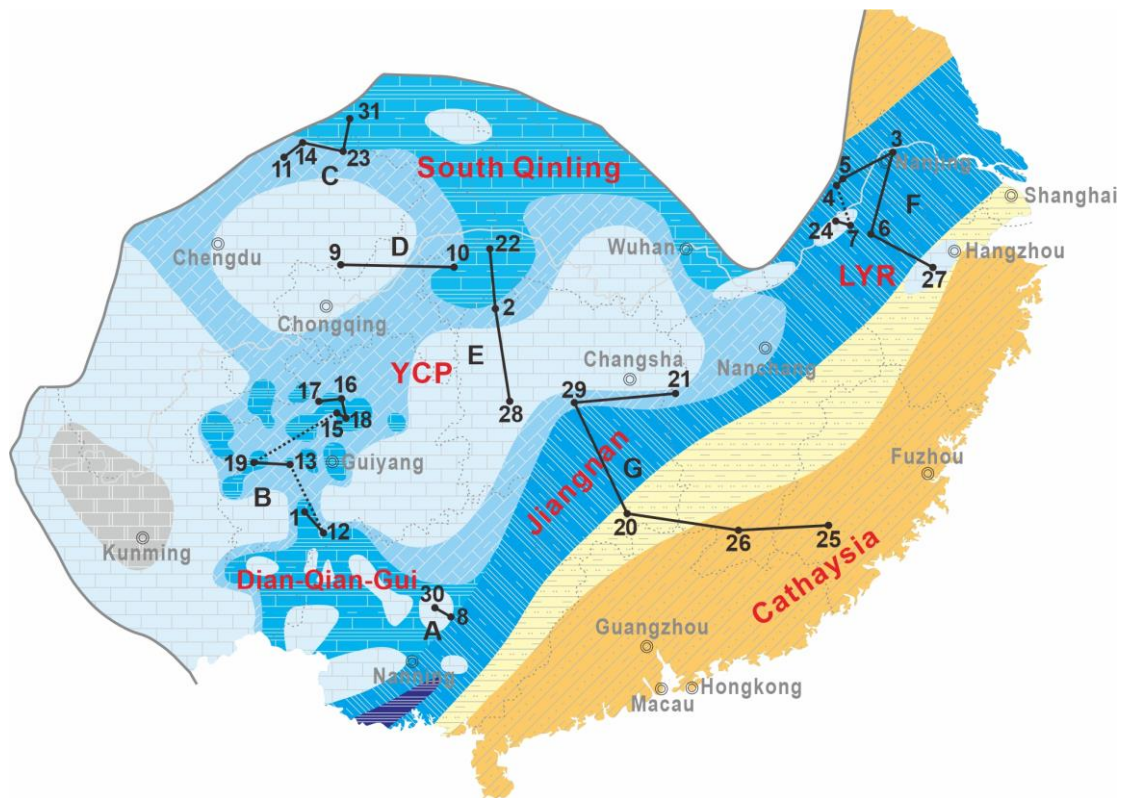 31
14
11
23
C
South Qinling
3
Nanjing
5
4
Shanghai
F
24
7
6
Chengdu
9
D
10
22
Wuhan
Hangzhou
LYR
27
Chongqing
2
E
YCP
Changsha
Nanchang
17
16
15
18
29
21
28
19
13
Guiyang
Fuzhou
B
Jiangnan
G
1
12
20
26
25
Kunming
Cathaysia
Dian-Qian-Gui
30
8
A
Guangzhou
Nanning
Macau
Hongkong